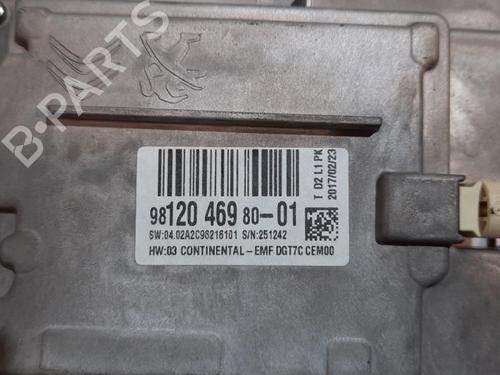 B-PARTS
98120 469 80-01
SW:04.02A2C96216101 S/N:251242
HW:03 CONTINENTAL-EMF DGT7C CEM00
T D2 L1 PK
2017/02/23